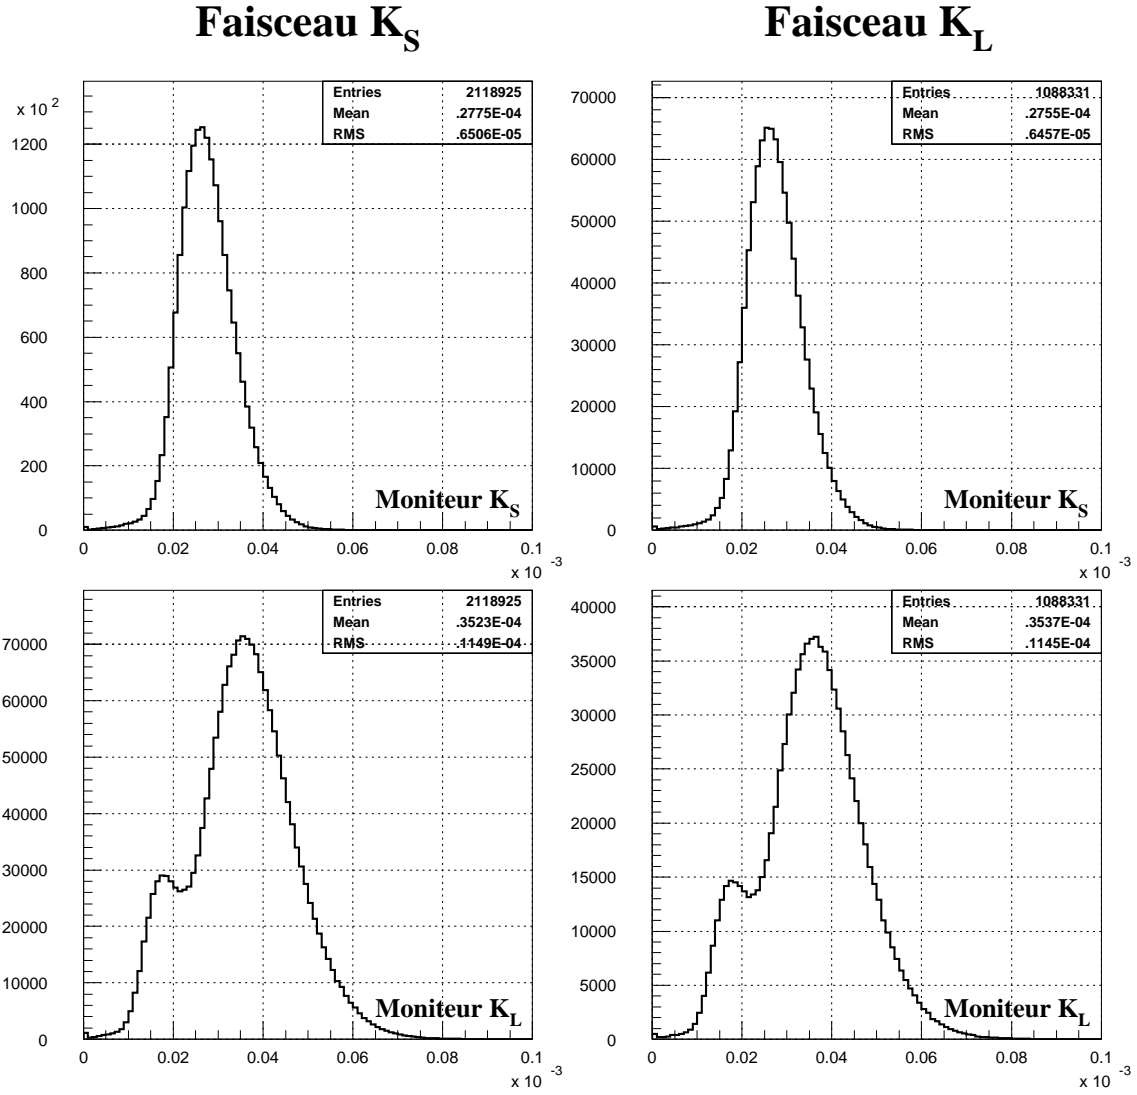 Faisceau K_S
Faisceau K_L
x 10^2
1200
1000
800
600
400
200
0
Entries 2118925
Mean .2775E-04
RMS .6506E-05
Moniteur K_S
0 0.02 0.04 0.06 0.08 0.1
x 10^-3
70000
60000
50000
40000
30000
20000
10000
0
Entries 1088331
Mean .2755E-04
RMS .6457E-05
Moniteur K_S
0 0.02 0.04 0.06 0.08 0.1
x 10^-3
70000
60000
50000
40000
30000
20000
10000
0
Entries 2118925
Mean .3523E-04
RMS .1149E-04
Moniteur K_L
0 0.02 0.04 0.06 0.08 0.1
x 10^-3
40000
35000
30000
25000
20000
15000
10000
5000
0
Entries 1088331
Mean .3537E-04
RMS .1145E-04
Moniteur K_L
0 0.02 0.04 0.06 0.08 0.1
x 10^-3